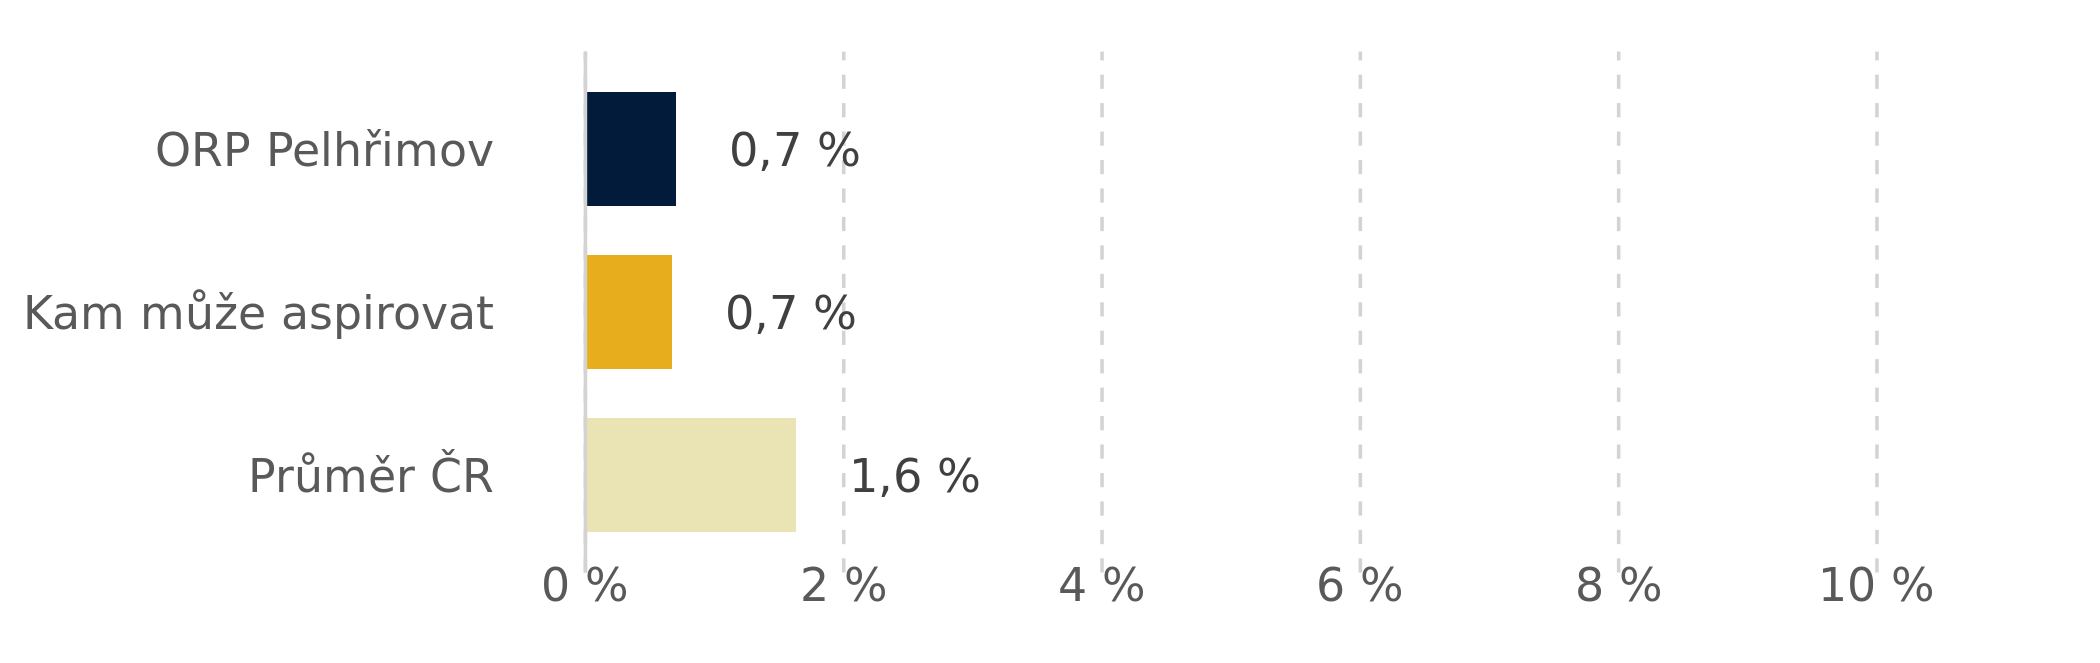 ORP Pelhřimov 0,7 %
Kam může aspirovat 0,7 %
Průměr ČR 1,6 %
0 % 2 % 4 % 6 % 8 % 10 %